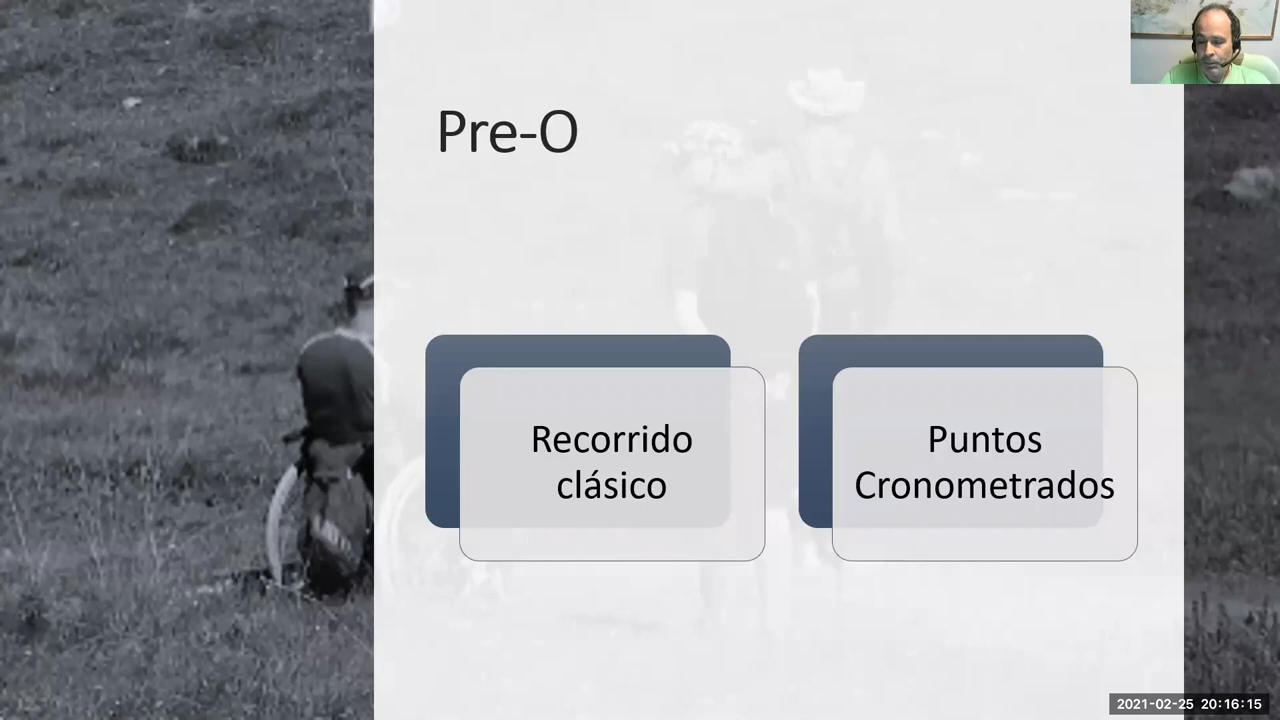 Pre-O
Recorrido
clásico
Puntos
Cronometrados
2021-02-25 20:16:15